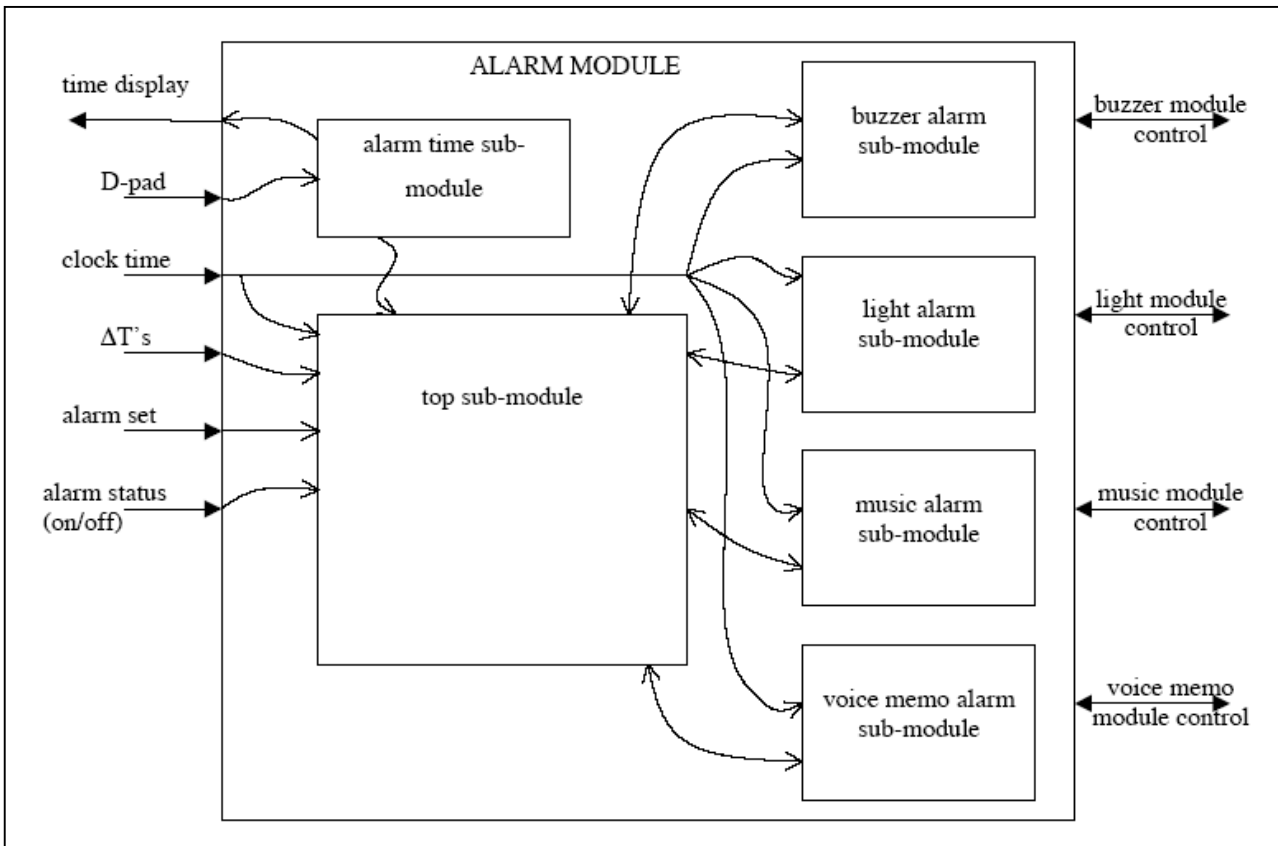 ALARM MODULE
time display
D-pad
clock time
ΔT’s
alarm set
alarm status
(on/off)
alarm time sub-
module
top sub-module
buzzer alarm
sub-module
light alarm
sub-module
music alarm
sub-module
voice memo alarm
sub-module
buzzer module
control
light module
control
music module
control
voice memo
module control